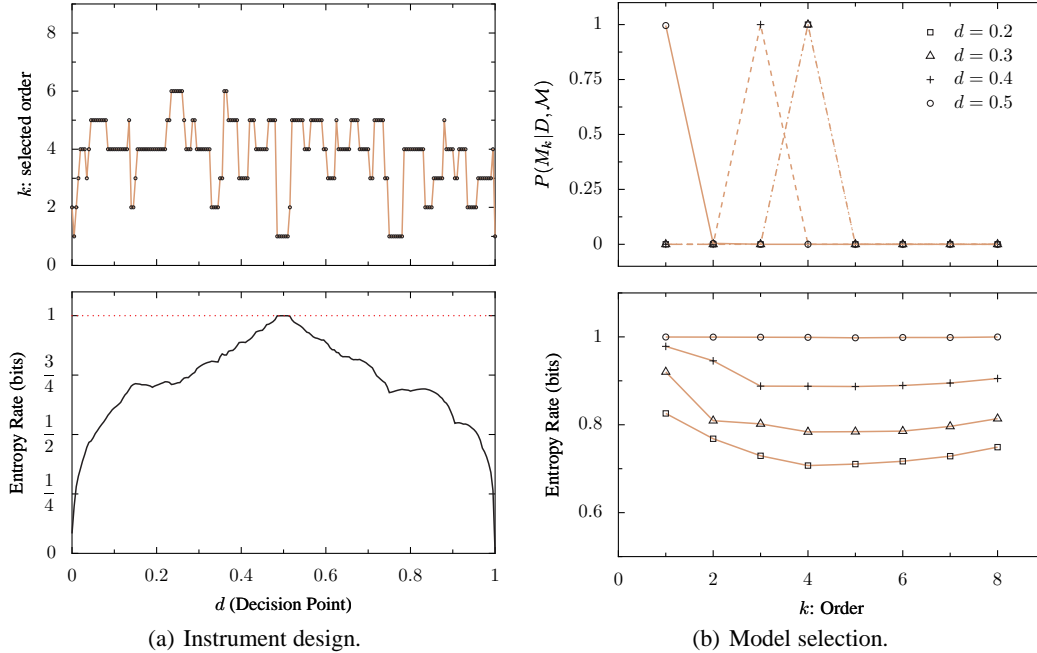 k: selected order
8
6
4
2
0
Entropy Rate (bits)
1
3/4
1/2
1/4
0
0
0.2
0.4
0.6
0.8
1
d (Decision Point)
(a) Instrument design.
P(M_k|D, M)
1
0.75
0.5
0.25
0
d = 0.2
d = 0.3
d = 0.4
d = 0.5
Entropy Rate (bits)
1
0.8
0.6
0
2
4
6
8
k: Order
(b) Model selection.